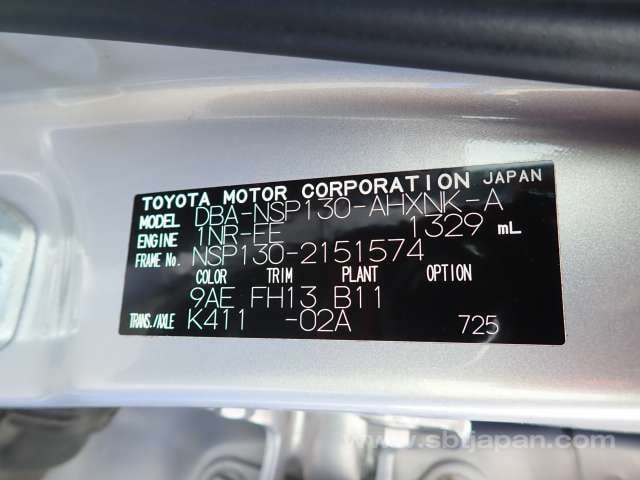 TOYOTA MOTOR CORPORATION JAPAN
MODEL DBA-NSP130-AHXNK-A
ENGINE 1NR-EE 1329 mL
FRAME No. NSP130-2151574
COLOR TRIM PLANT OPTION
9AE FH13 B11
TRANS./AXLE K411 -02A 725
www.sbtjapan.com